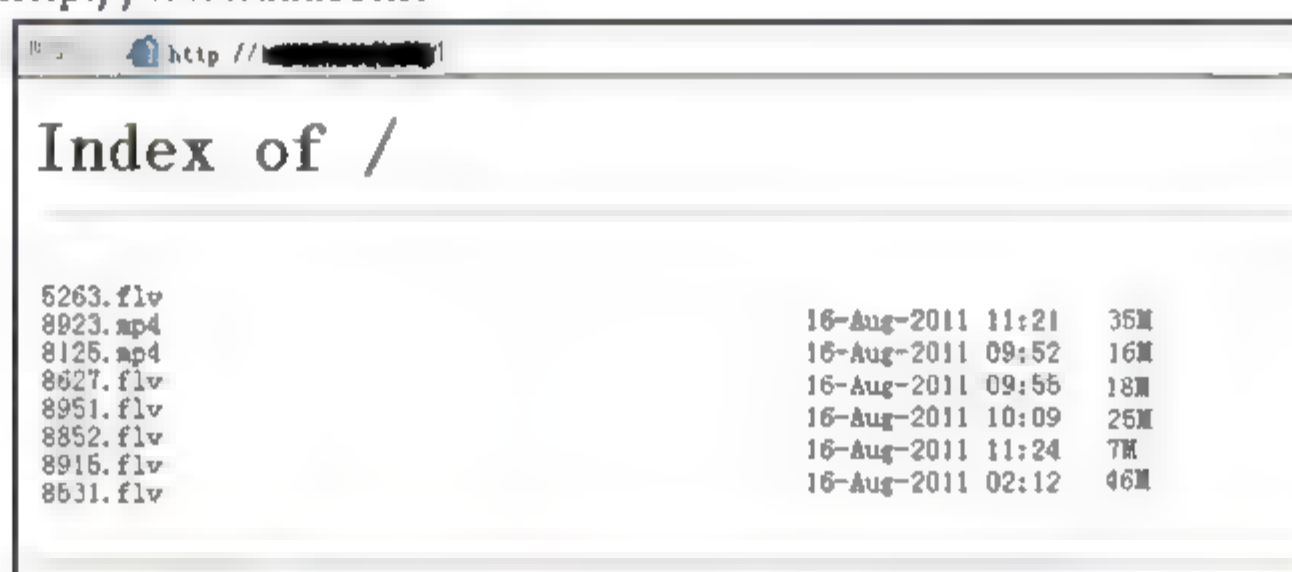 http //
Index of /
5263.flv
8923.mp4
16-Aug-2011 11:21 35M
8125.mp4
16-Aug-2011 09:52 16M
8627.flv
16-Aug-2011 09:55 18M
8951.flv
16-Aug-2011 10:09 25M
8852.flv
16-Aug-2011 11:24 7M
8915.flv
16-Aug-2011 02:12 46M
8531.flv